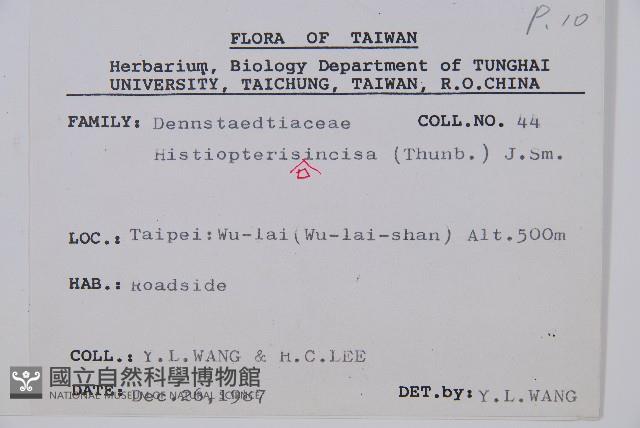 P.10
FLORA OF TAIWAN
Herbarium, Biology Department of TUNGHAI
UNIVERSITY, TAICHUNG, TAIWAN, R.O.CHINA
FAMILY: Dennstaedtiaceae COLL.NO. 44
Histiopterisincisa (Thunb.) J.Sm.
LOC.: Taipei:Wu-lai(Wu-lai-shan) Alt.500m
HAB.: Roadside
COLL.: Y.L.WANG & H.C.LEE
國立自然科學博物館
NATIONAL MUSEUM OF NATURAL SCIENCE
DATE: Dec.26,1987 DET.by: Y.L.WANG